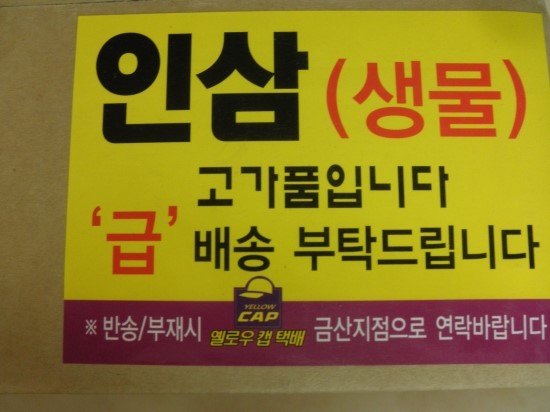 인삼 (생물)
고가품입니다
'급' 배송 부탁드립니다
YELLOW
CAP
※ 반송/부재시 옐로우캡 택배 금산지점으로 연락바랍니다